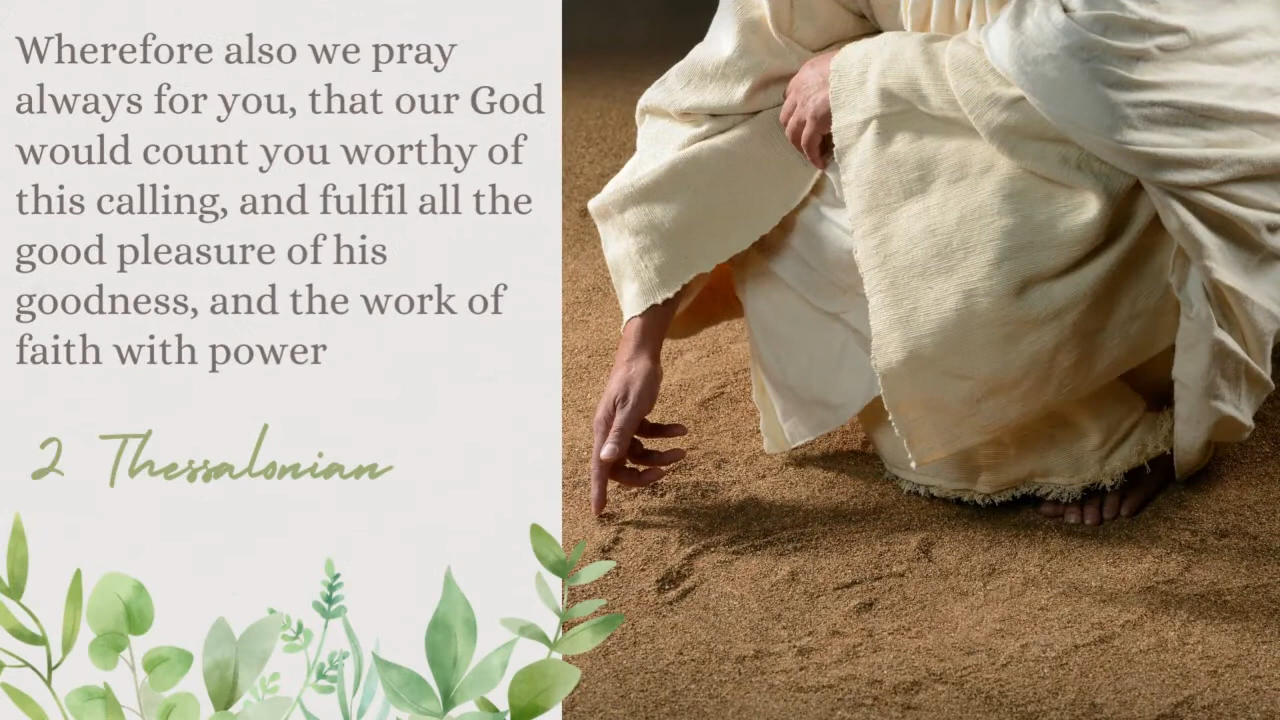 Wherefore also we pray
always for you, that our God
would count you worthy of
this calling, and fulfil all the
good pleasure of his
goodness, and the work of
faith with power
2 Thessalonian